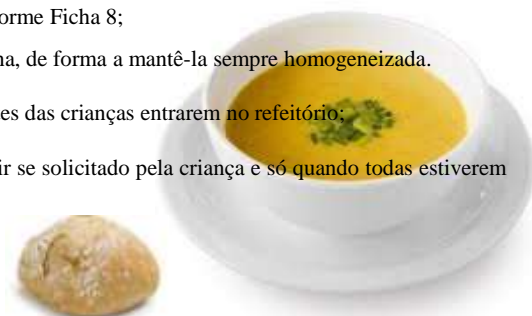 orme Ficha 8;
na, de forma a mantê-la sempre homogeneizada.
tes das crianças entrarem no refeitório;
ir se solicitado pela criança e só quando todas estiverem